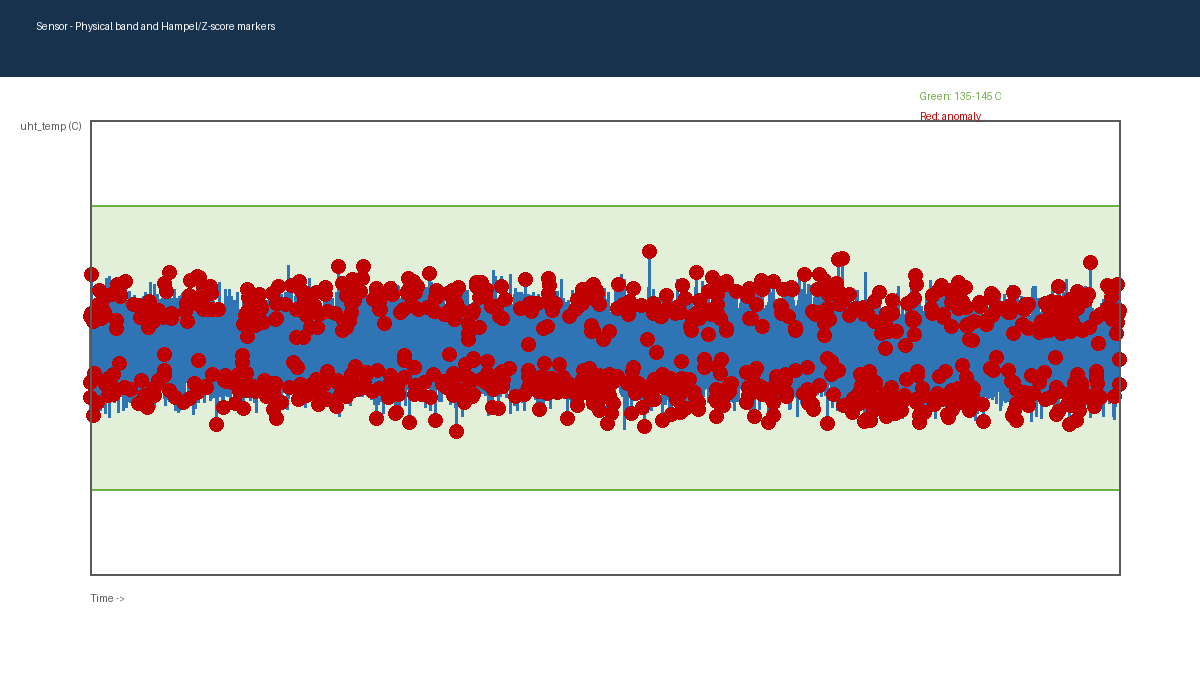 Sensor - Physical band and Hampel/Z-score markers
Green: 135-145 C
Red: anomaly
uht_temp (C)
Time ->